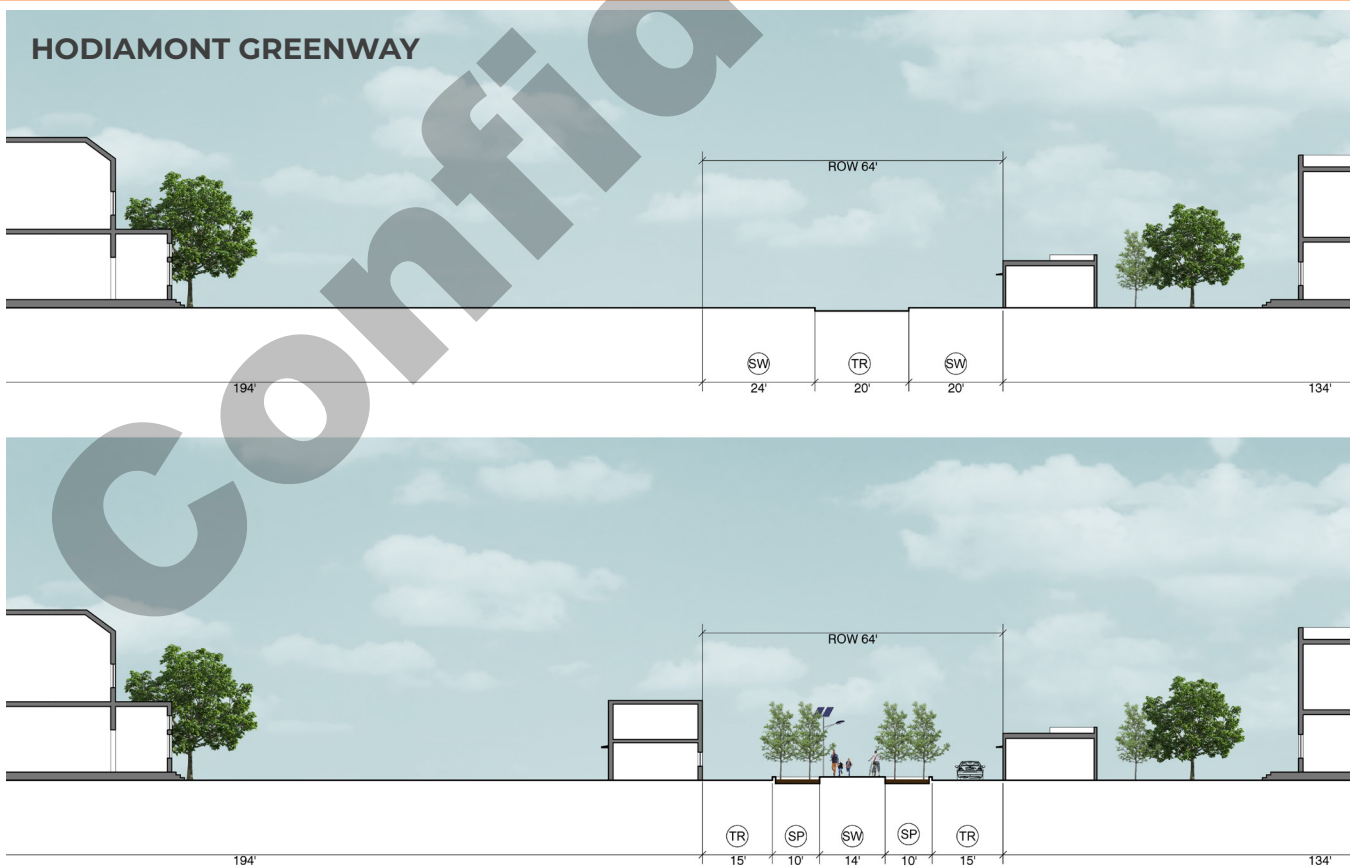 HODIAMONT GREENWAY
Confid
ROW 64'
SW TR SW
194' 24' 20' 20' 134'
ROW 64'
TR SP SW SP TR
194' 15' 10' 14' 10' 15' 134'